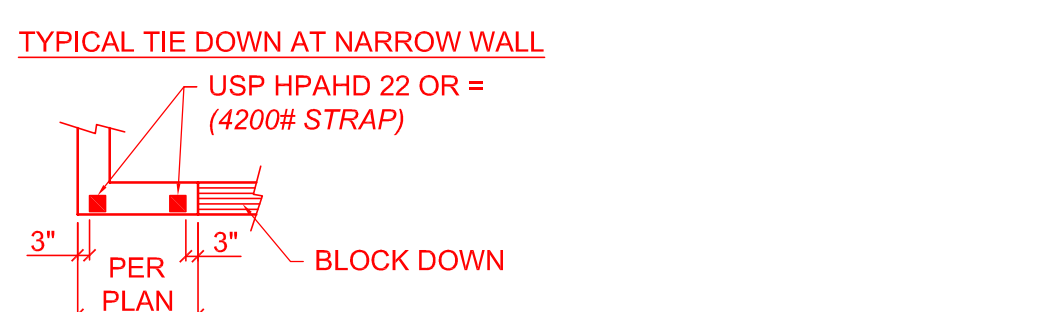 TYPICAL TIE DOWN AT NARROW WALL
USP HPAHD 22 OR =
(4200# STRAP)
3"
3"
PER
PLAN
BLOCK DOWN